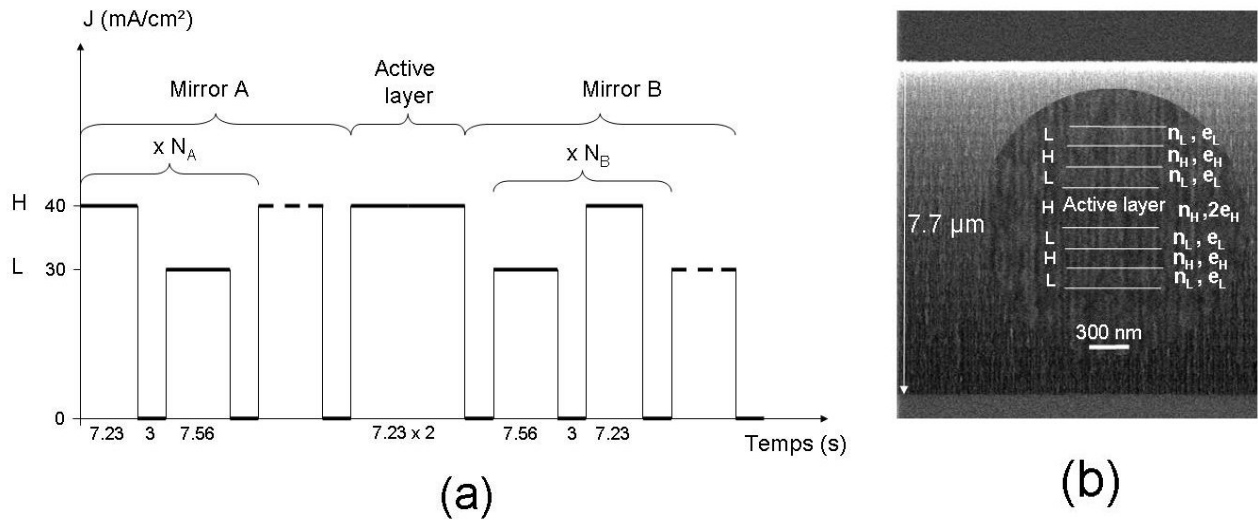 J (mA/cm²)
Mirror A
Active
layer
Mirror B
x N_A
x N_B
H 40
L 30
0
7.23 3 7.56 7.23 x 2 7.56 3 7.23
Temps (s)
(a)
L n_L, e_L
H n_H, e_H
L n_L, e_L
H Active layer n_H, 2e_H
7.7 µm
L n_L, e_L
H n_H, e_H
L n_L, e_L
300 nm
(b)